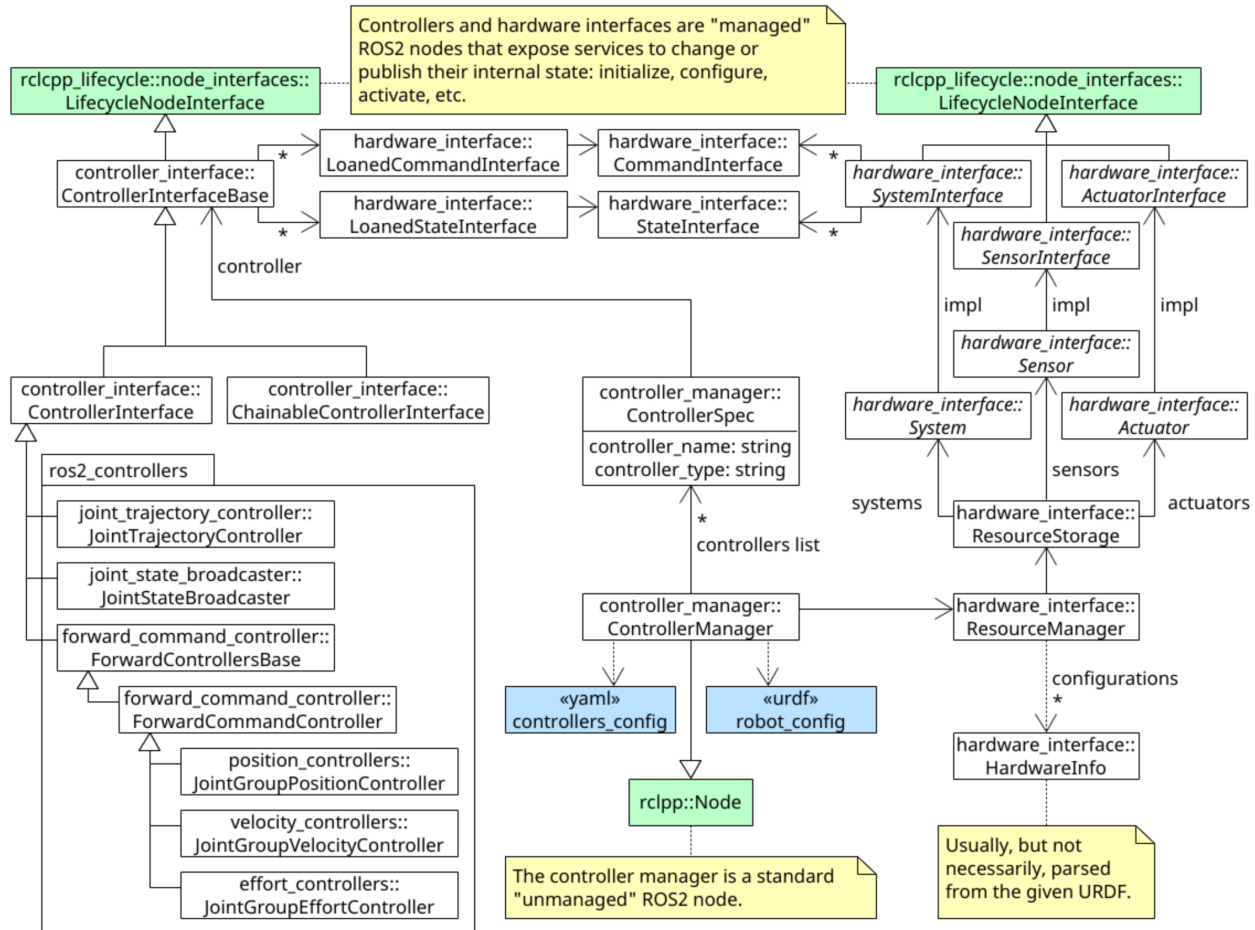 Controllers and hardware interfaces are "managed"
ROS2 nodes that expose services to change or
publish their internal state: initialize, configure,
activate, etc.
rclcpp_lifecycle::node_interfaces::
LifecycleNodeInterface
rclcpp_lifecycle::node_interfaces::
LifecycleNodeInterface
controller_interface::
ControllerInterfaceBase
*
*
hardware_interface::
LoanedCommandInterface
hardware_interface::
CommandInterface
hardware_interface::
LoanedStateInterface
hardware_interface::
StateInterface
*
*
hardware_interface::
SystemInterface
hardware_interface::
ActuatorInterface
hardware_interface::
SensorInterface
controller
impl
impl
impl
hardware_interface::
Sensor
controller_interface::
ControllerInterface
controller_interface::
ChainableControllerInterface
controller_manager::
ControllerSpec
controller_name: string
controller_type: string
hardware_interface::
System
hardware_interface::
Actuator
systems
sensors
actuators
ros2_controllers
joint_trajectory_controller::
JointTrajectoryController
joint_state_broadcaster::
JointStateBroadcaster
forward_command_controller::
ForwardControllersBase
forward_command_controller::
ForwardCommandController
position_controllers::
JointGroupPositionController
velocity_controllers::
JointGroupVelocityController
effort_controllers::
JointGroupEffortController
*
controllers list
hardware_interface::
ResourceStorage
controller_manager::
ControllerManager
hardware_interface::
ResourceManager
«yaml»
controllers_config
«urdf»
robot_config
configurations
*
hardware_interface::
HardwareInfo
rclpp::Node
The controller manager is a standard
"unmanaged" ROS2 node.
Usually, but not
necessarily, parsed
from the given URDF.